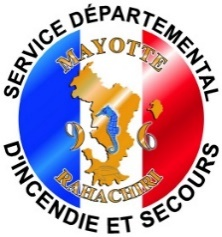 SERVICE DÉPARTEMENTAL
MAYOTTE
9 6
RAHACHIRI
D'INCENDIE ET SECOURS